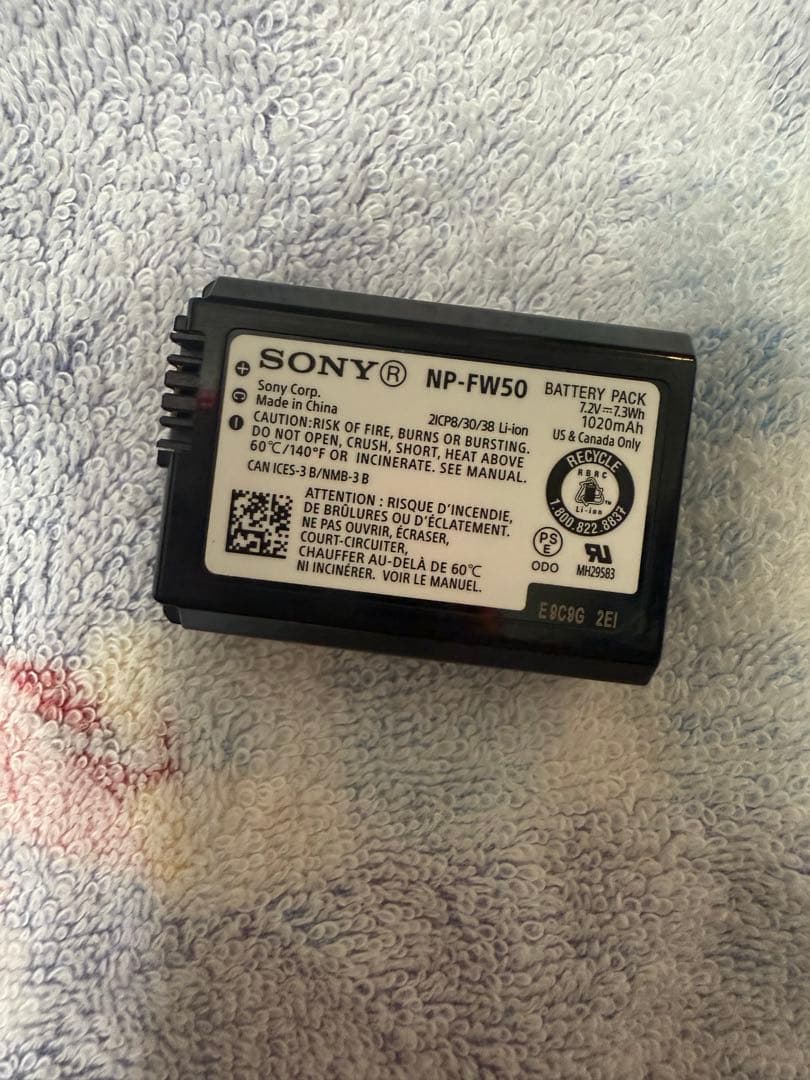 SONY® NP-FW50
BATTERY PACK
7.2V⎓7.3Wh
1020mAh
US & Canada Only
Sony Corp.
Made in China
2ICP8/30/38 Li-ion
CAUTION:RISK OF FIRE, BURNS OR BURSTING.
DO NOT OPEN, CRUSH, SHORT, HEAT ABOVE
60℃/140°F OR INCINERATE. SEE MANUAL.
CAN ICES-3 B/NMB-3 B
ATTENTION : RISQUE D'INCENDIE,
DE BRÛLURES OU D'ÉCLATEMENT.
NE PAS OUVRIR, ÉCRASER,
COURT-CIRCUITER,
CHAUFFER AU-DELÀ DE 60℃
NI INCINÉRER. VOIR LE MANUEL.
RECYCLE
RBRC
Li-ion
1.800.822.8837
PS
E
ODO
MH29583
E9C9G 2EI